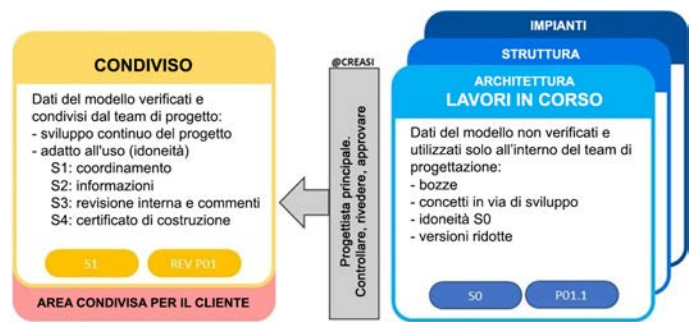 CONDIVISO
Dati del modello verificati e
condivisi dal team di progetto:
- sviluppo continuo del progetto
- adatto all'uso (idoneità)
S1: coordinamento
S2: informazioni
S3: revisione interna e commenti
S4: certificato di costruzione
S1
REV P01
AREA CONDIVISA PER IL CLIENTE
@CREASI
Progettista principale.
Controllare, rivedere, approvare
IMPIANTI
STRUTTURA
ARCHITETTURA
LAVORI IN CORSO
Dati del modello non verificati e
utilizzati solo all'interno del team di
progettazione:
- bozze
- concetti in via di sviluppo
- idoneità S0
- versioni ridotte
S0
P01.1